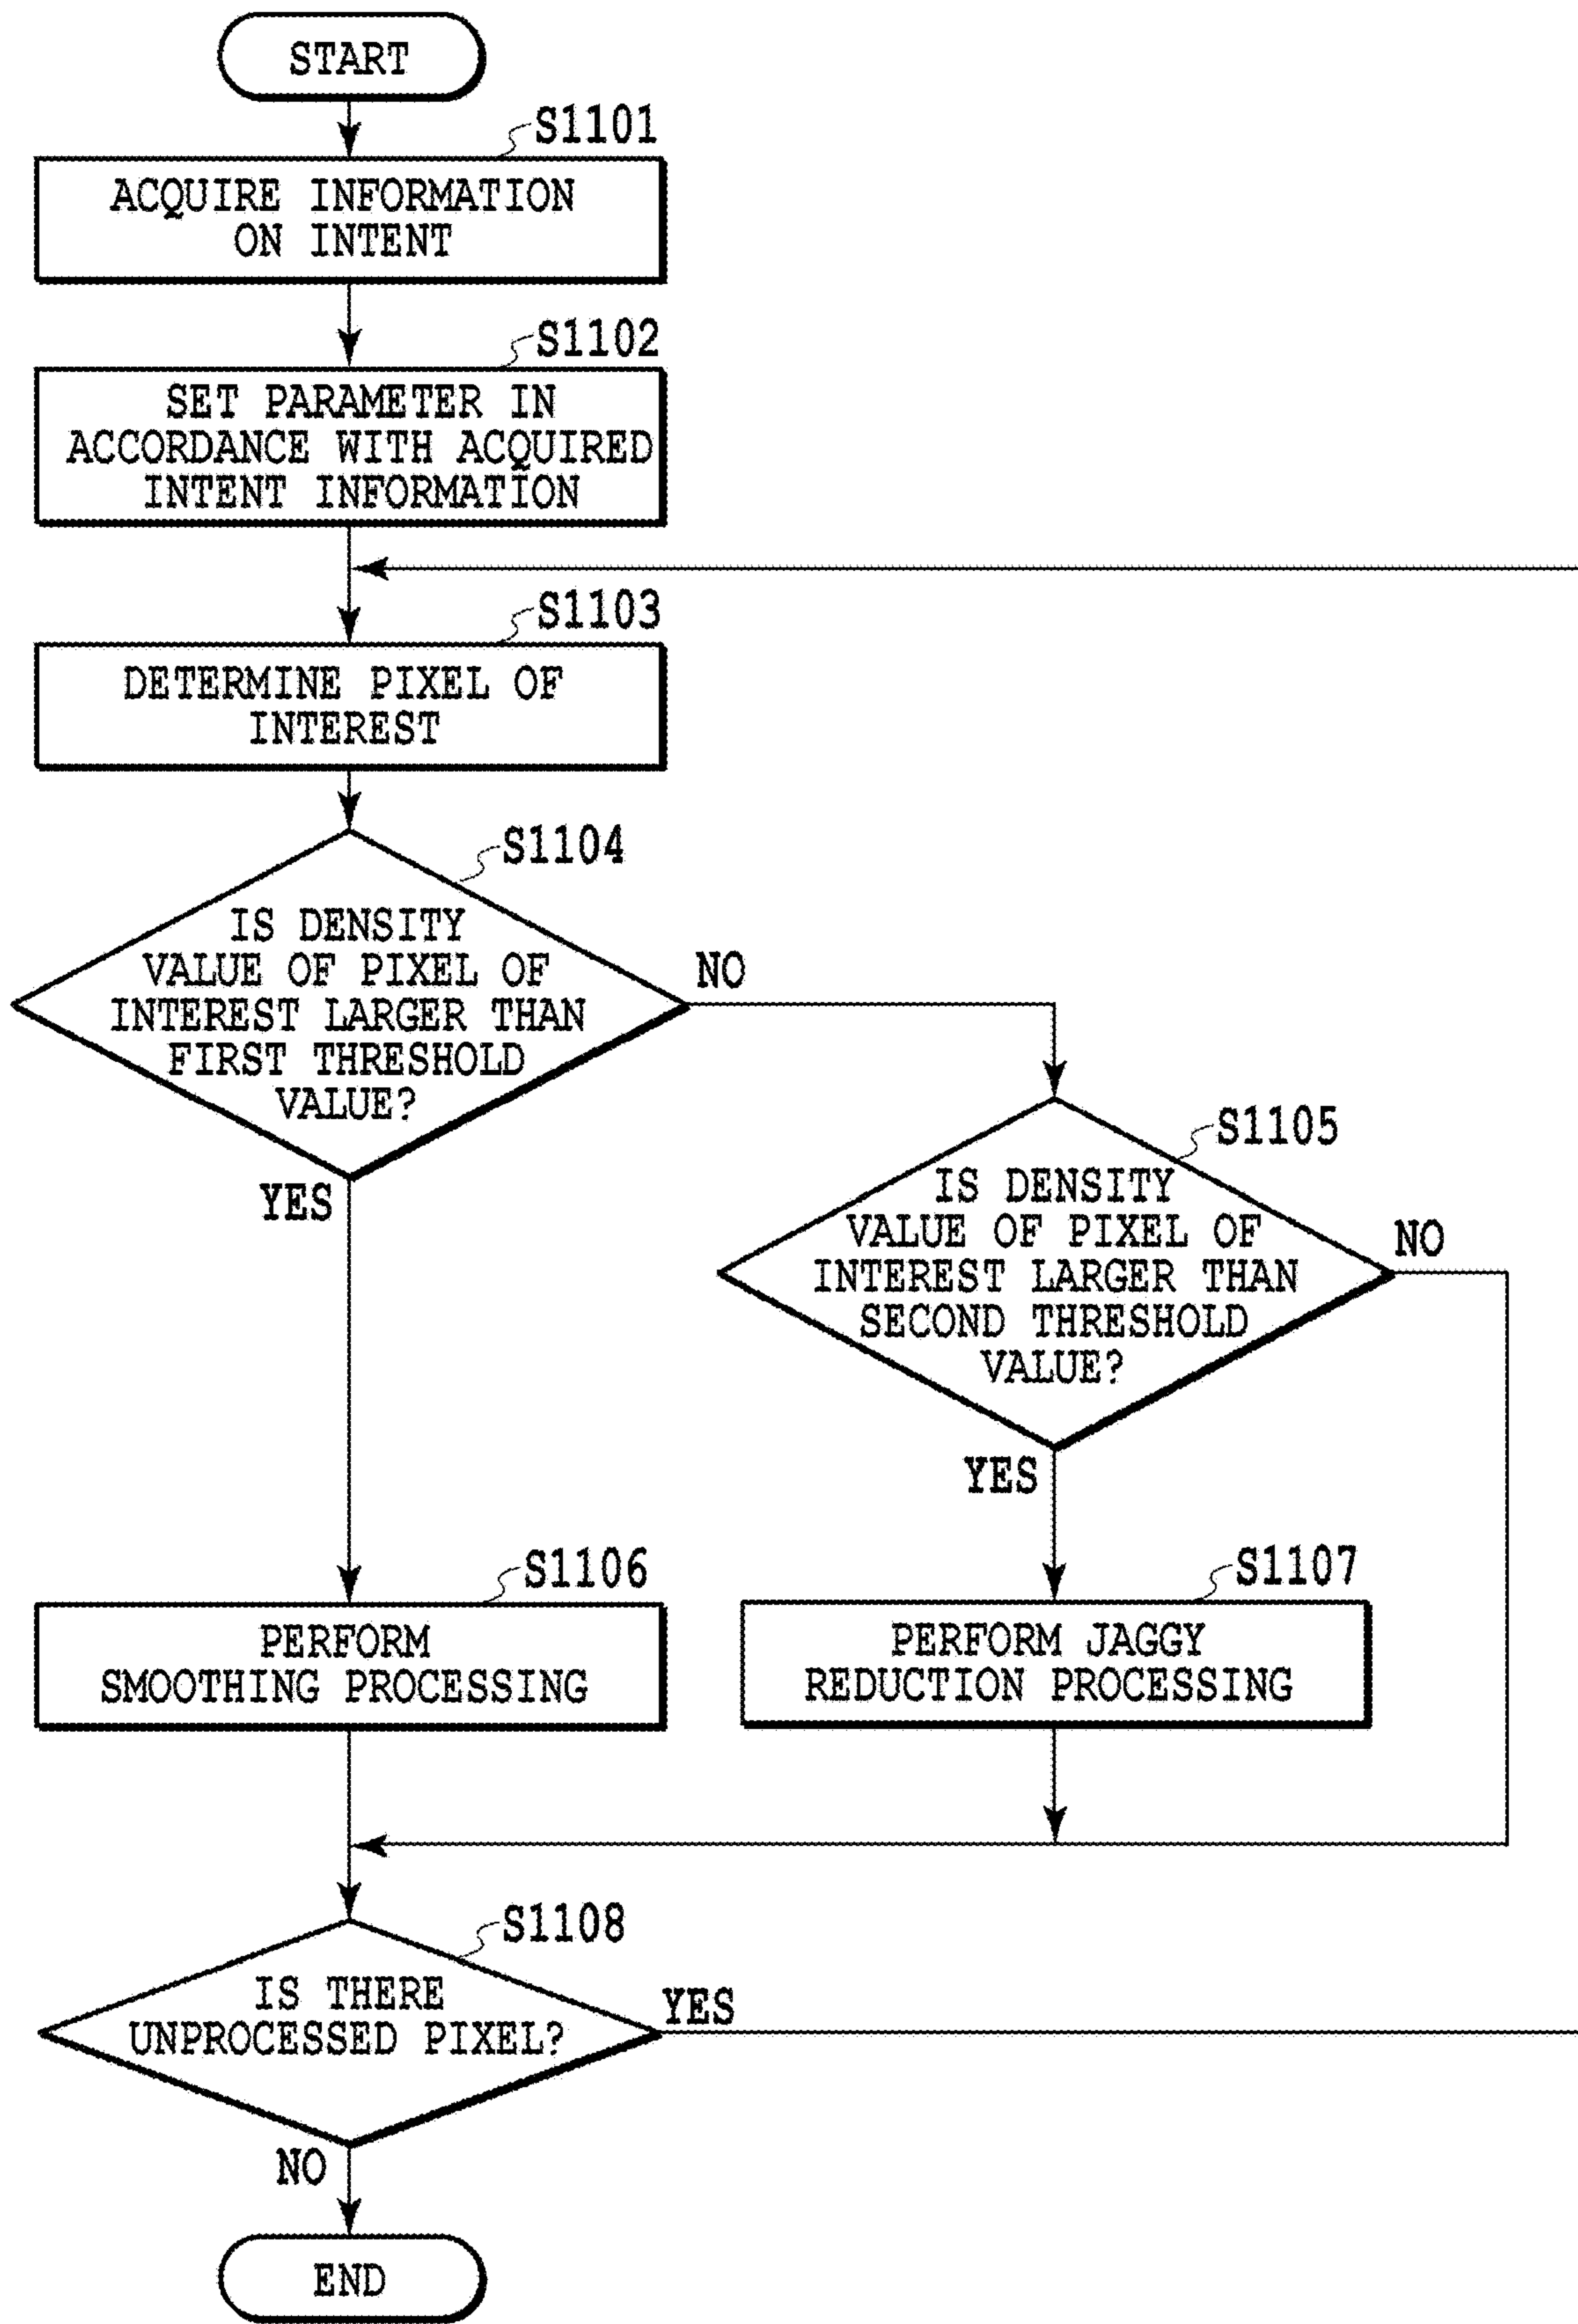 START
S1101
ACQUIRE INFORMATION
ON INTENT
S1102
SET PARAMETER IN
ACCORDANCE WITH ACQUIRED
INTENT INFORMATION
S1103
DETERMINE PIXEL OF
INTEREST
S1104
IS DENSITY
VALUE OF PIXEL OF
INTEREST LARGER THAN
FIRST THRESHOLD
VALUE?
NO
YES
S1105
IS DENSITY
VALUE OF PIXEL OF
INTEREST LARGER THAN
SECOND THRESHOLD
VALUE?
NO
YES
S1106
PERFORM
SMOOTHING PROCESSING
S1107
PERFORM JAGGY
REDUCTION PROCESSING
S1108
IS THERE
UNPROCESSED PIXEL?
YES
NO
END